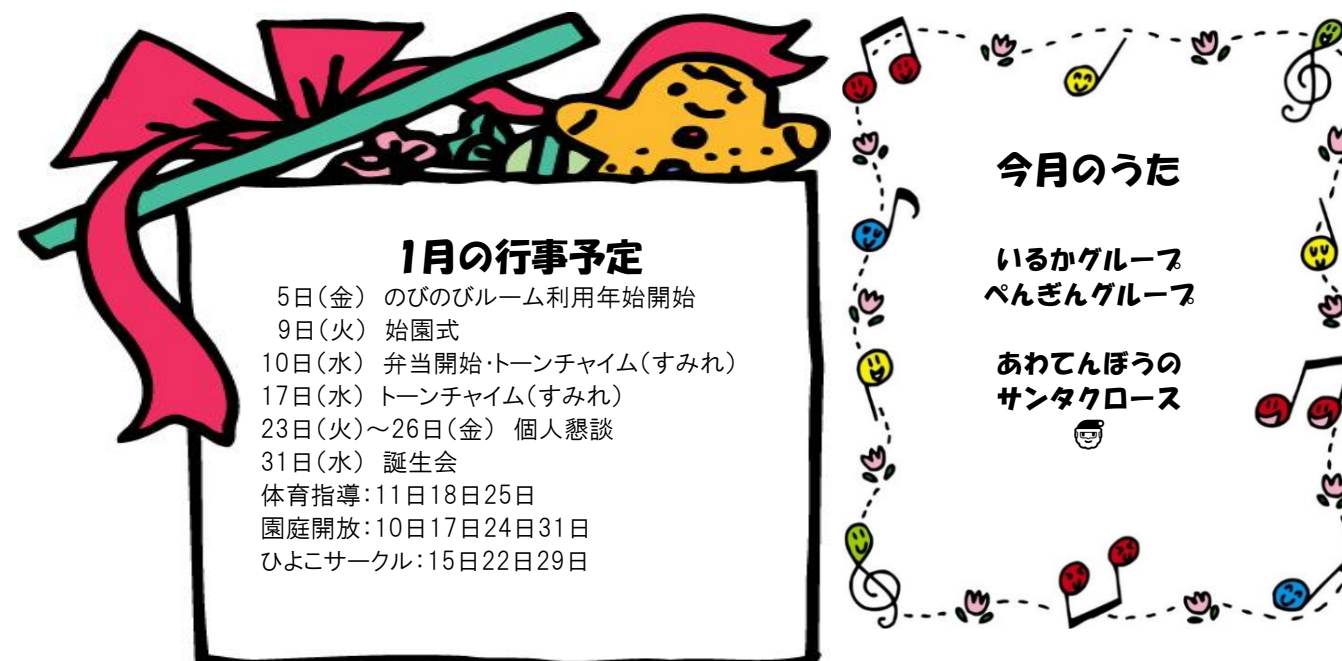 1月の行事予定
5日(金) のびのびルーム利用年始開始
9日(火) 始園式
10日(水) 弁当開始・トーンチャイム(すみれ)
17日(水) トーンチャイム(すみれ)
23日(火)~26日(金) 個人懇談
31日(水) 誕生会
体育指導:11日18日25日
園庭開放:10日17日24日31日
ひよこサークル:15日22日29日
今月のうた
いるかグループ
ぺんぎんグループ
あわてんぼうの
サンタクロース